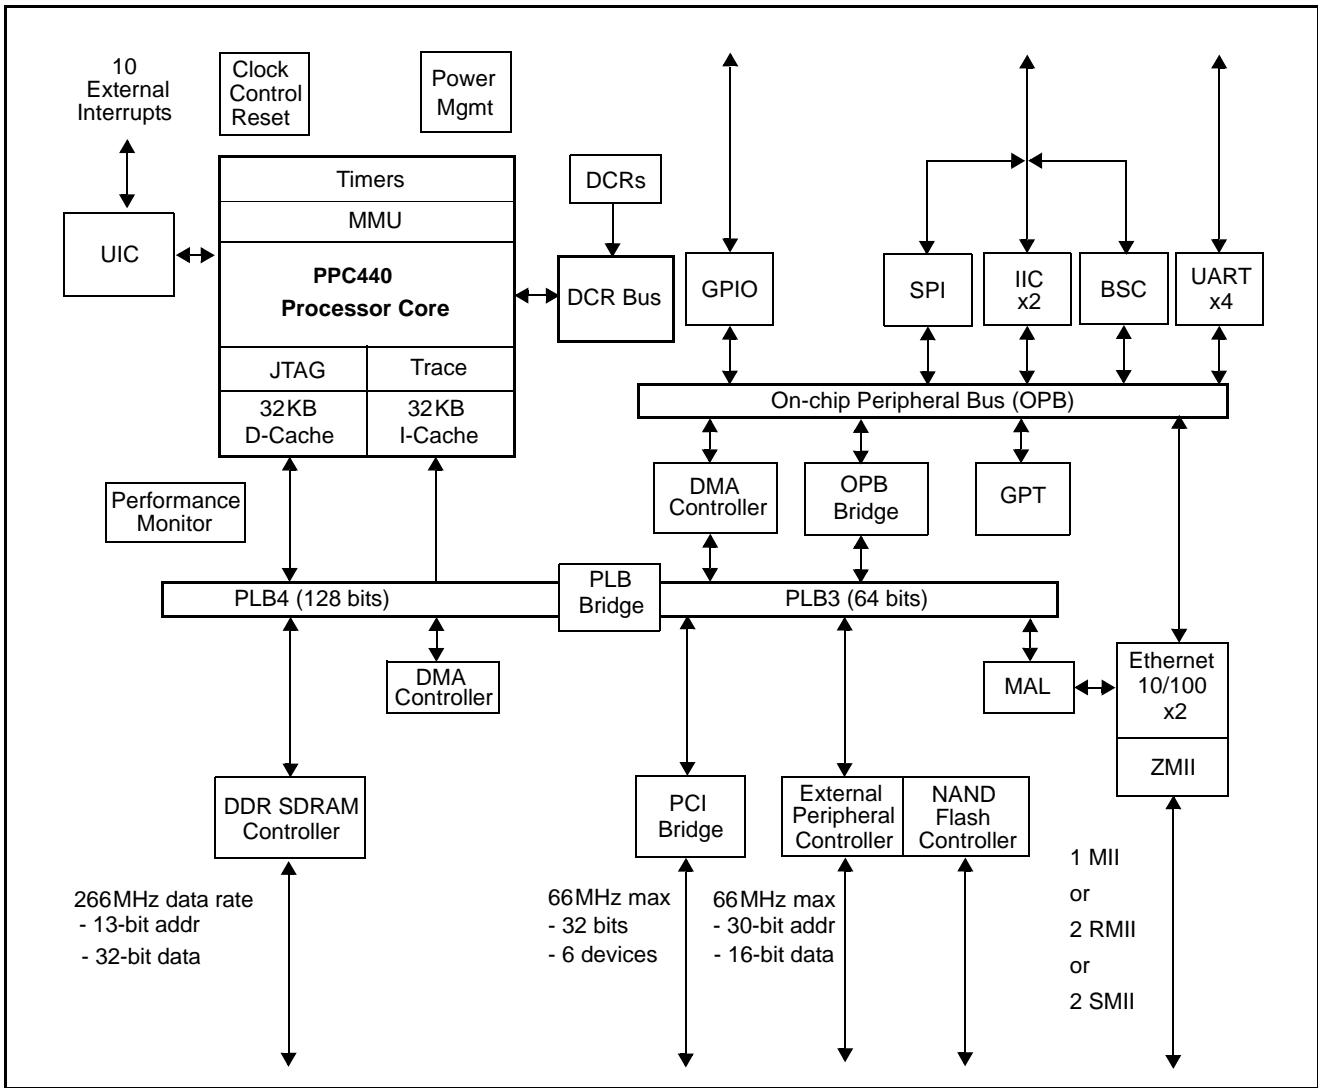 10
External
Interrupts
Clock
Control
Reset
Power
Mgmt
Timers
MMU
PPC440
Processor Core
JTAG
Trace
32KB
D-Cache
32KB
I-Cache
UIC
DCRs
DCR Bus
GPIO
SPI
IIC
x2
BSC
UART
x4
On-chip Peripheral Bus (OPB)
Performance
Monitor
DMA
Controller
OPB
Bridge
GPT
PLB4 (128 bits)
PLB
Bridge
PLB3 (64 bits)
DMA
Controller
MAL
Ethernet
10/100
x2
ZMII
DDR SDRAM
Controller
PCI
Bridge
External
Peripheral
Controller
NAND
Flash
Controller
266MHz data rate
- 13-bit addr
- 32-bit data
66MHz max
- 32 bits
- 6 devices
66MHz max
- 30-bit addr
- 16-bit data
1 MII
or
2 RMII
or
2 SMII